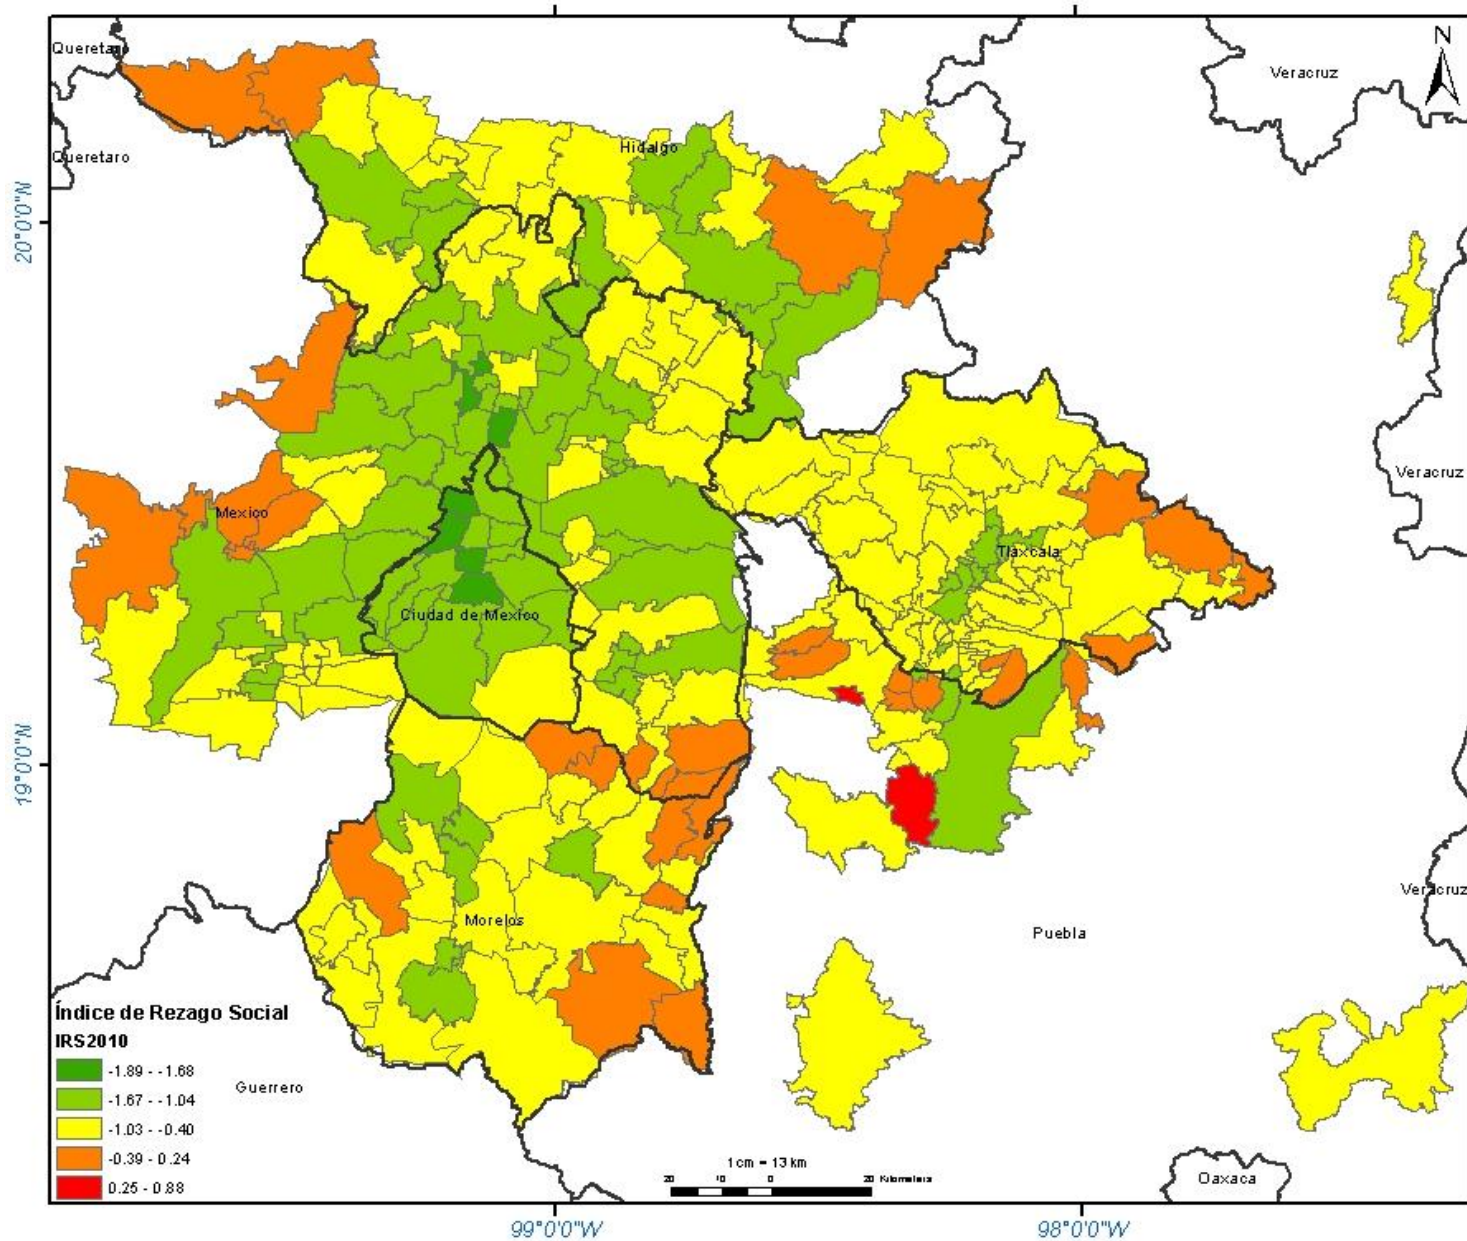 Queretaro
Veracruz
N
Queretaro
Hidalgo
20°0'0"N
Veracruz
Mexico
Tlaxcala
Ciudad de Mexico
19°0'0"N
Veracruz
Morelos
Puebla
Índice de Rezago Social
IRS2010
-1.89 - -1.68
-1.67 - -1.04
-1.03 - -0.40
-0.39 - 0.24
0.25 - 0.88
Guerrero
1 cm = 13 km
20 10 0 20 Kilometers
Oaxaca
99°0'0"W
98°0'0"W